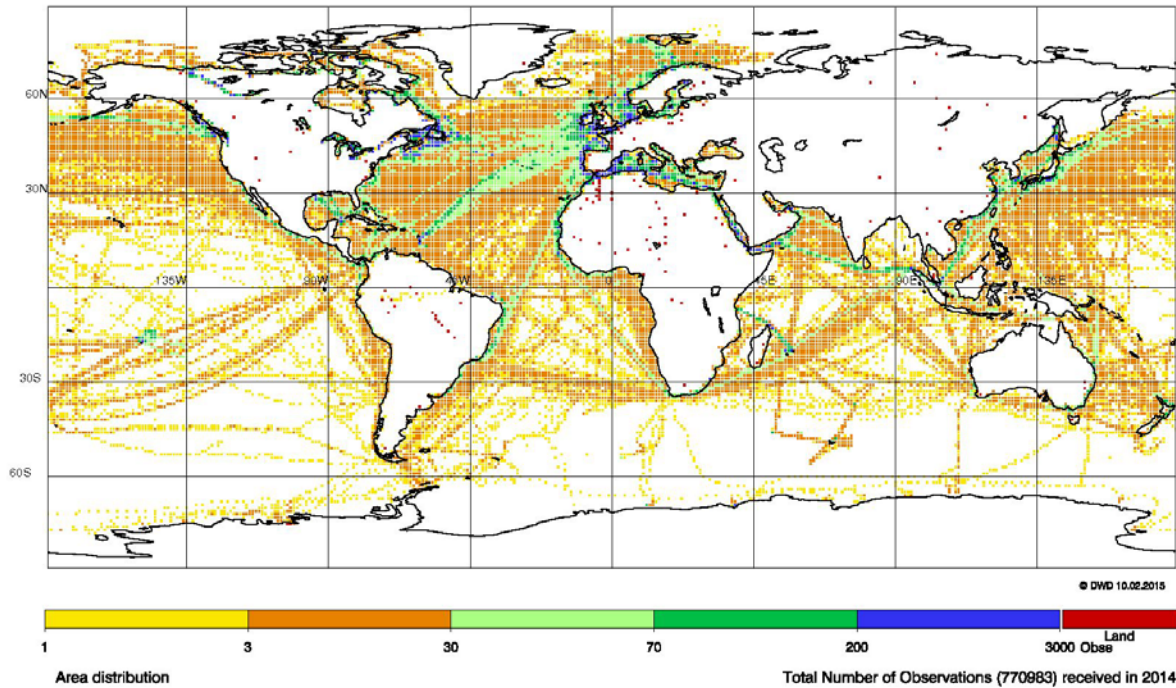 60N
30N
135W 90W 45W 0 45E 90E 135E
30S
60S
© DWD 10.02.2015
1 3 30 70 200 3000 Land Obse
Area distribution Total Number of Observations (770983) received in 2014